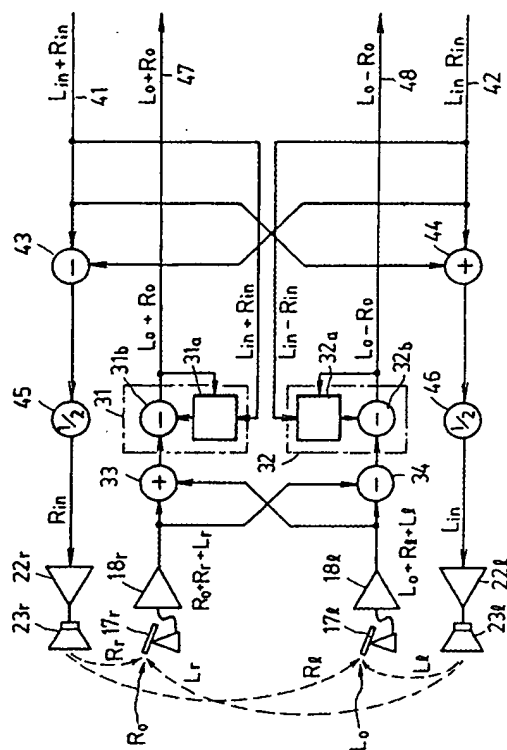 23r
22r
Rin
45
1/2
43
−
Lin+Rin
41
Rr
Lr
Ro
17r
18r
Ro+Rr+Lr
33
+
31
31b
−
31a
Lo+Ro
Lin+Rin
Lo+Ro
47
Rℓ
Lℓ
Lo
17ℓ
18ℓ
Lo+Rℓ+Lℓ
34
−
32
32a
32b
−
Lin−Rin
Lo−Ro
Lo−Ro
48
23ℓ
22ℓ
Lin
46
1/2
44
+
Lin Rin
42